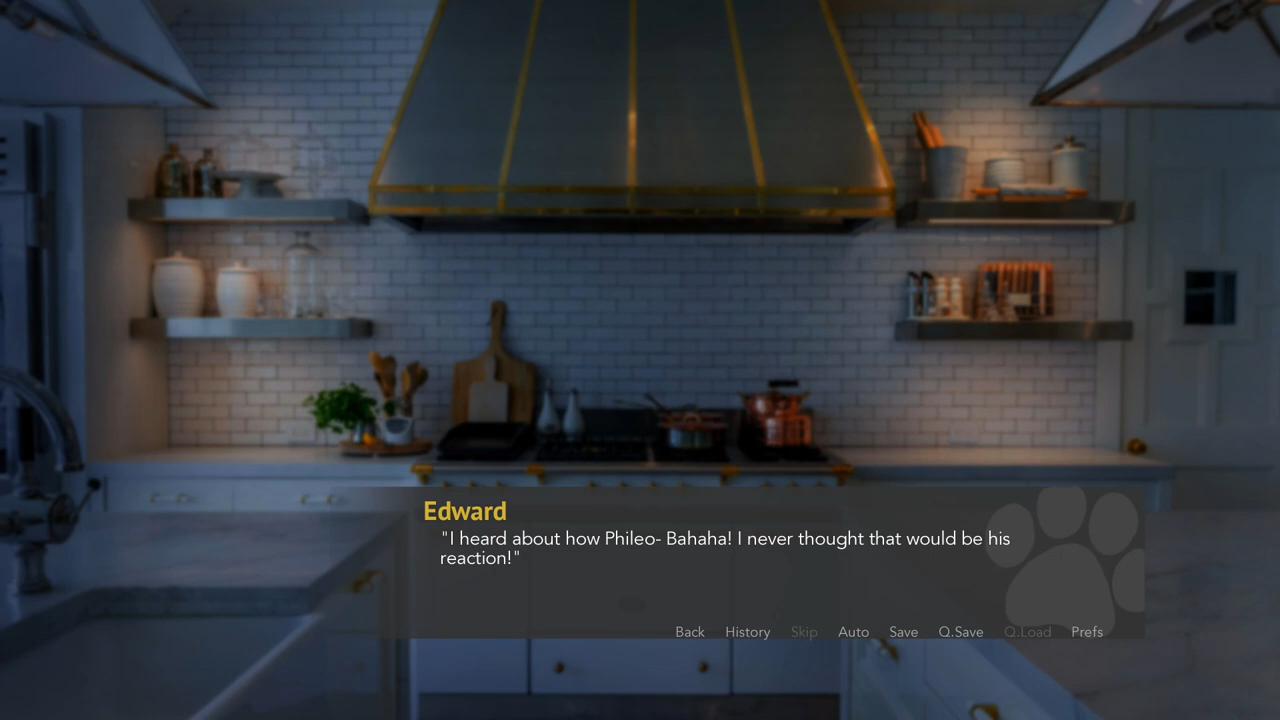 Edward
"I heard about how Phileo- Bahaha! I never thought that would be his
reaction!"
Back History Skip Auto Save Q.Save Q.Load Prefs